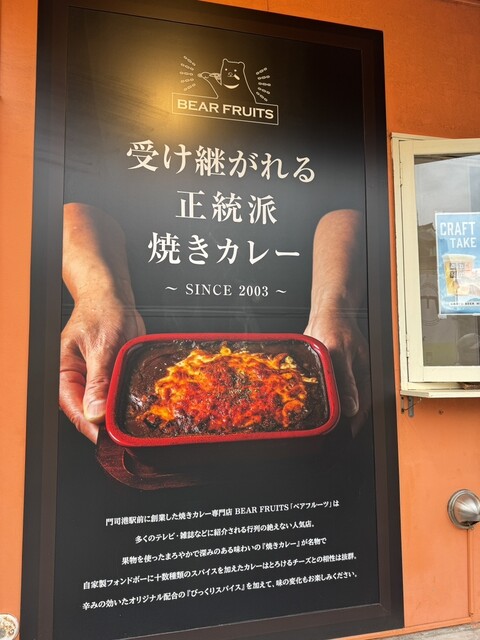 BEAR FRUITS
受け継がれる
正統派
焼きカレー
～ SINCE 2003 ～
門司港駅前に創業した焼きカレー専門店 BEAR FRUITS「ベアフルーツ」は
多くのテレビ・雑誌などに紹介される行列の絶えない人気店。
果物を使ったまろやかで深みのある味わいの『焼きカレー』が名物で
自家製フォンドボーに十数種類のスパイスを加えたカレーはとろけるチーズとの相性は抜群。
辛みの効いたオリジナル配合の『びっくりスパイス』を加えて、味の変化もお楽しみください。
CRAFT
TAKE